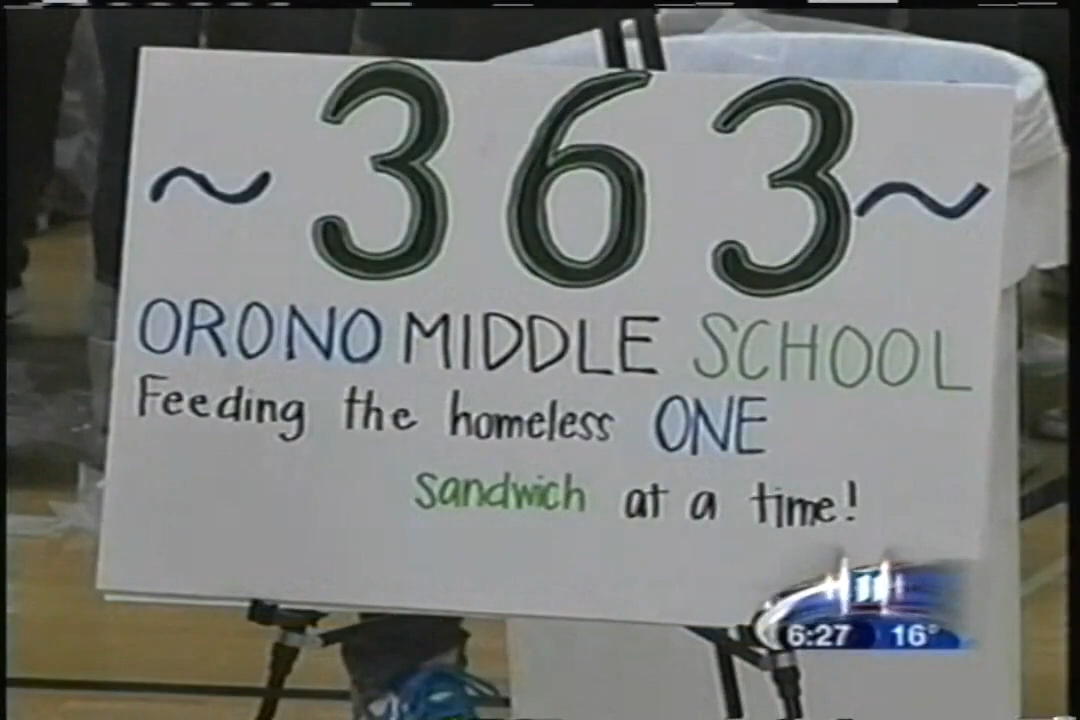 ~ 363 ~
ORONO MIDDLE SCHOOL
Feeding the homeless ONE
sandwich at a time!
11
6:27 16°